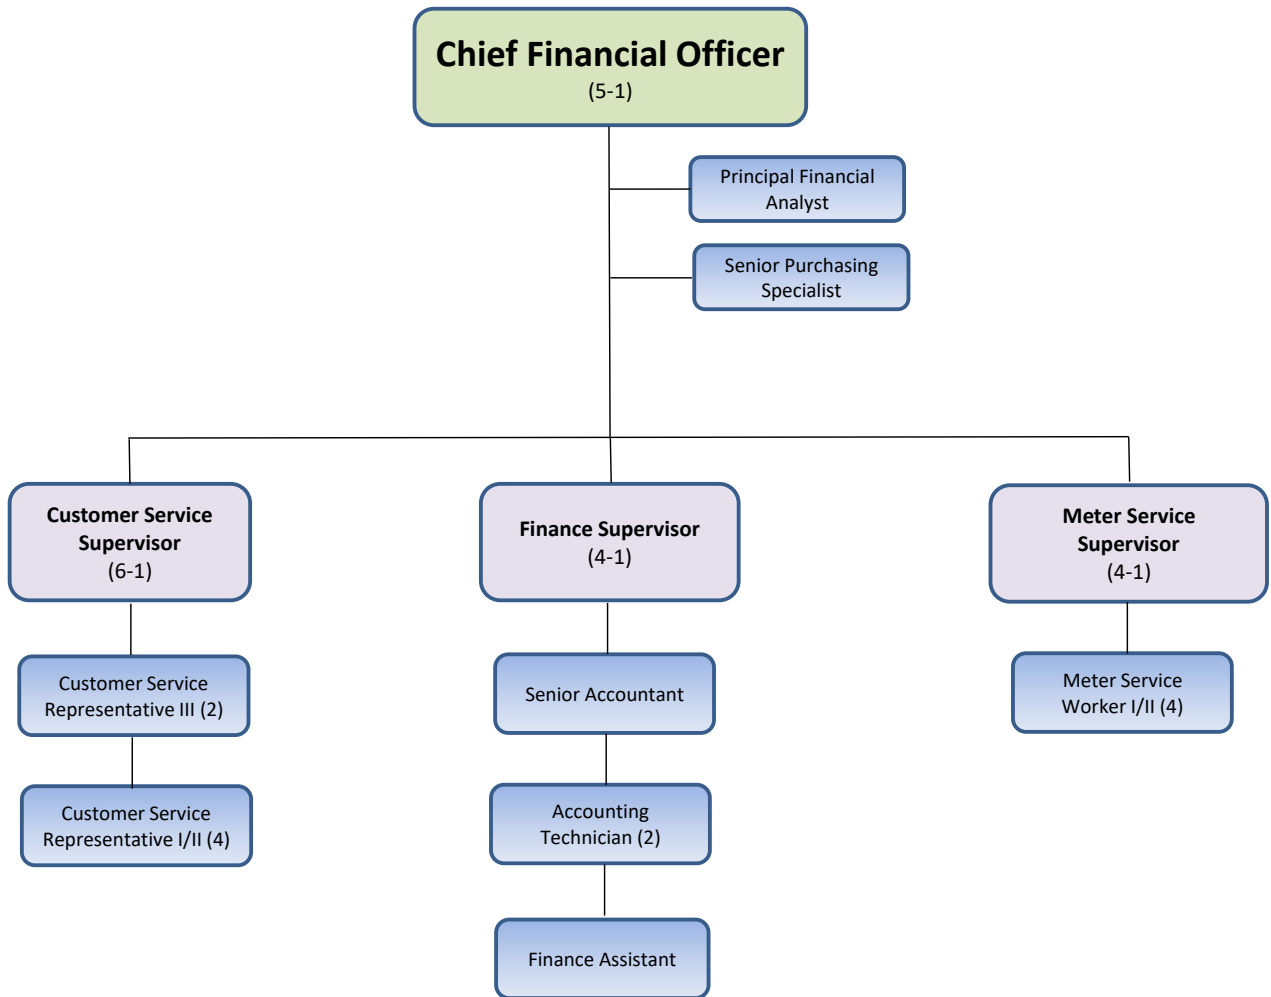 Chief Financial Officer
(5-1)
Principal Financial
Analyst
Senior Purchasing
Specialist
Customer Service
Supervisor
(6-1)
Finance Supervisor
(4-1)
Meter Service
Supervisor
(4-1)
Customer Service
Representative III (2)
Senior Accountant
Meter Service
Worker I/II (4)
Customer Service
Representative I/II (4)
Accounting
Technician (2)
Finance Assistant